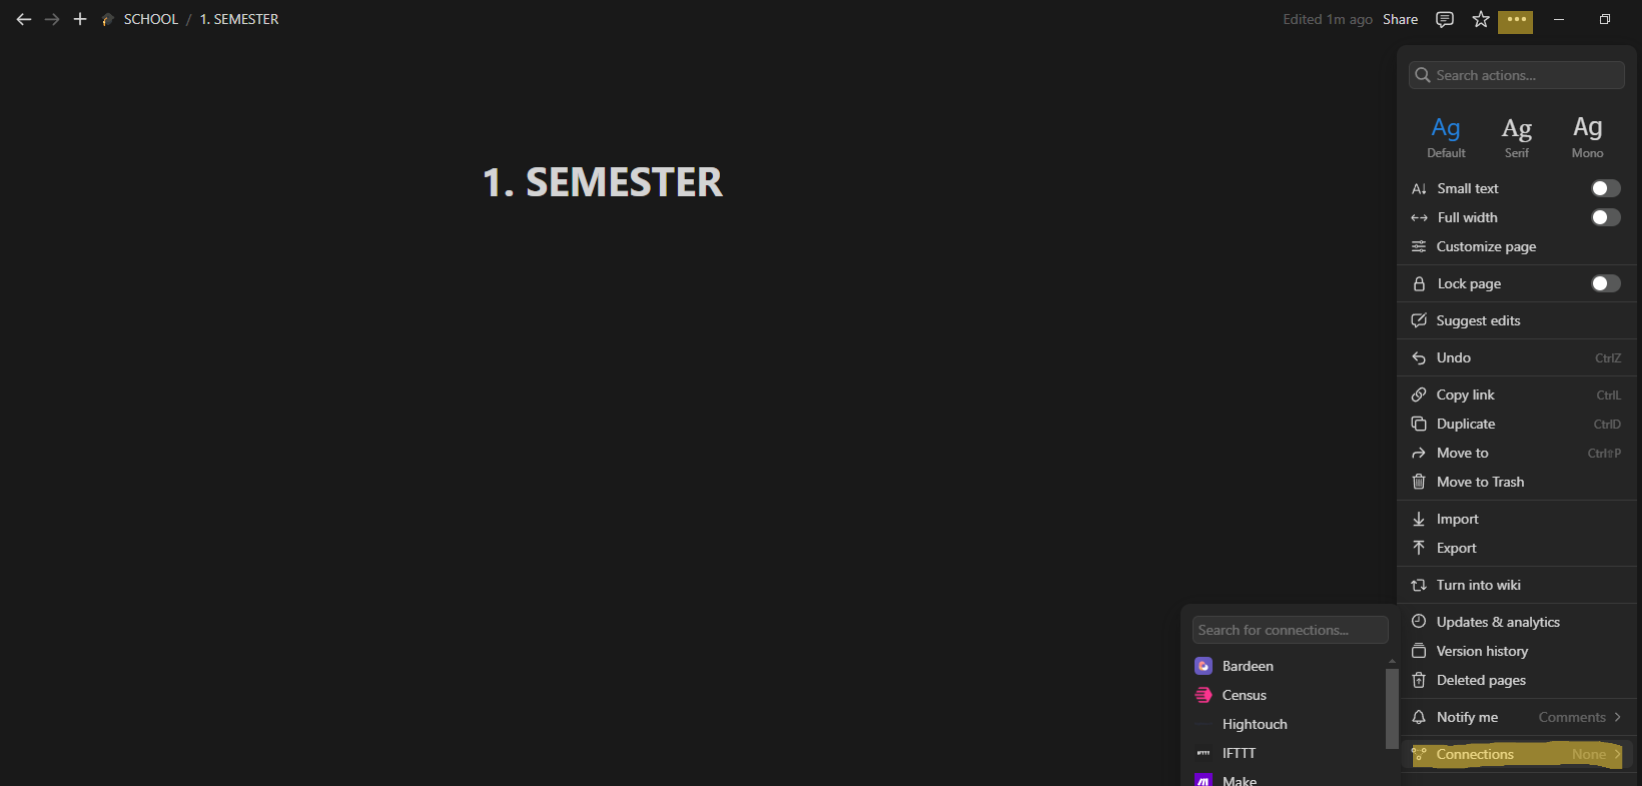 SCHOOL / 1. SEMESTER
Edited 1m ago Share
Search actions...
Ag Ag Ag
Default Serif Mono
Small text
Full width
Customize page
Lock page
Suggest edits
Undo CtrlZ
Copy link CtrlL
Duplicate CtrlD
Move to Ctrl⇧P
Move to Trash
Import
Export
Turn into wiki
Updates & analytics
Version history
Deleted pages
Notify me Comments
Connections None
1. SEMESTER
Search for connections...
Bardeen
Census
Hightouch
IFTTT
Make